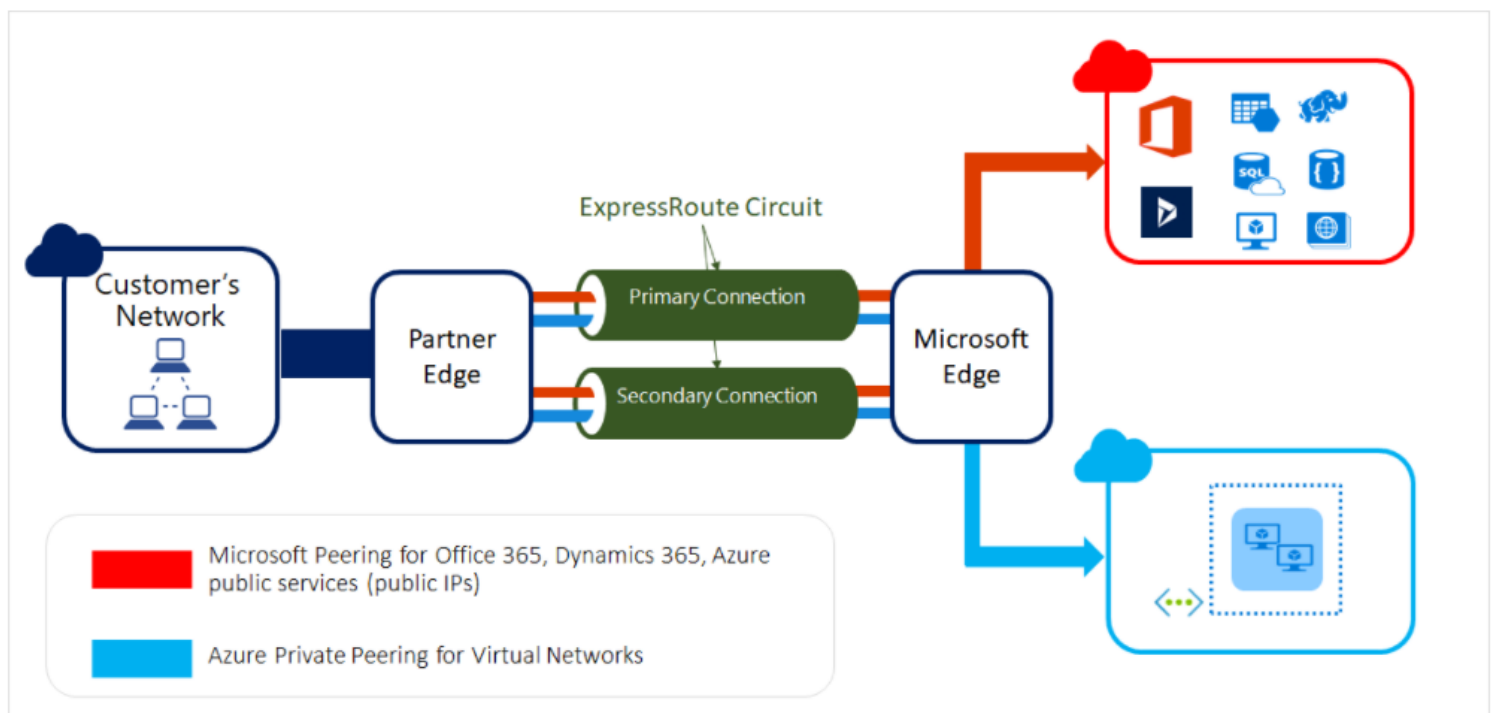 ExpressRoute Circuit
Customer's
Network
Partner
Edge
Primary Connection
Secondary Connection
Microsoft
Edge
SQL
{ }
Microsoft Peering for Office 365, Dynamics 365, Azure
public services (public IPs)
Azure Private Peering for Virtual Networks